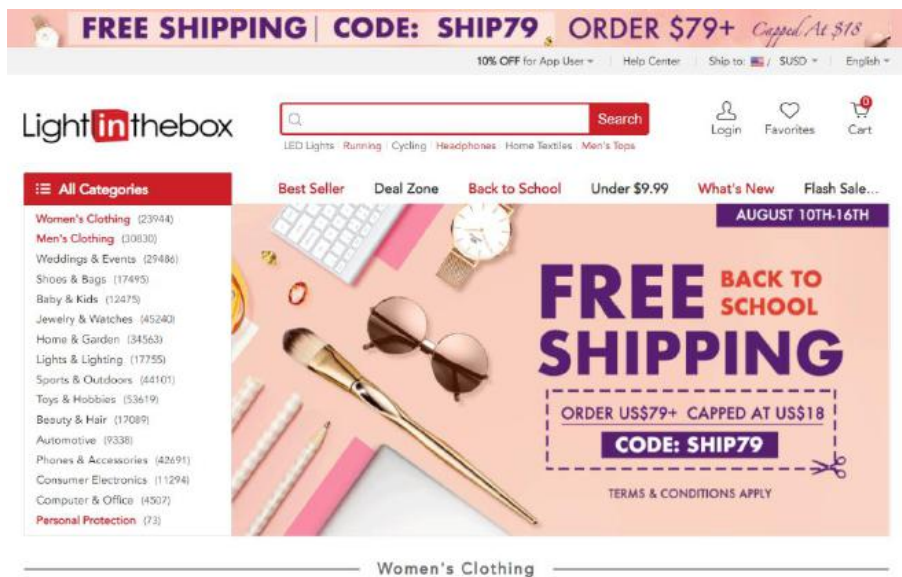 FREE SHIPPING | CODE: SHIP79 ORDER $79+ Capped At $18
10% OFF for App User Help Center Ship to: / $USD English
Lightinthebox
Search
Login Favorites Cart
0
LED Lights Running Cycling Headphones Home Textiles Men's Tops
All Categories
Best Seller Deal Zone Back to School Under $9.99 What's New Flash Sale...
Women's Clothing (23944)
Men's Clothing (30830)
Weddings & Events (29486)
Shoes & Bags (17495)
Baby & Kids (12475)
Jewelry & Watches (45240)
Home & Garden (34563)
Lights & Lighting (17755)
Sports & Outdoors (44101)
Toys & Hobbies (53619)
Beauty & Hair (17089)
Automotive (9338)
Phones & Accessories (42691)
Consumer Electronics (11294)
Computer & Office (4507)
Personal Protection (73)
AUGUST 10TH-16TH
FREE
BACK TO
SCHOOL
SHIPPING
ORDER US$79+ CAPPED AT US$18
CODE: SHIP79
TERMS & CONDITIONS APPLY
Women's Clothing